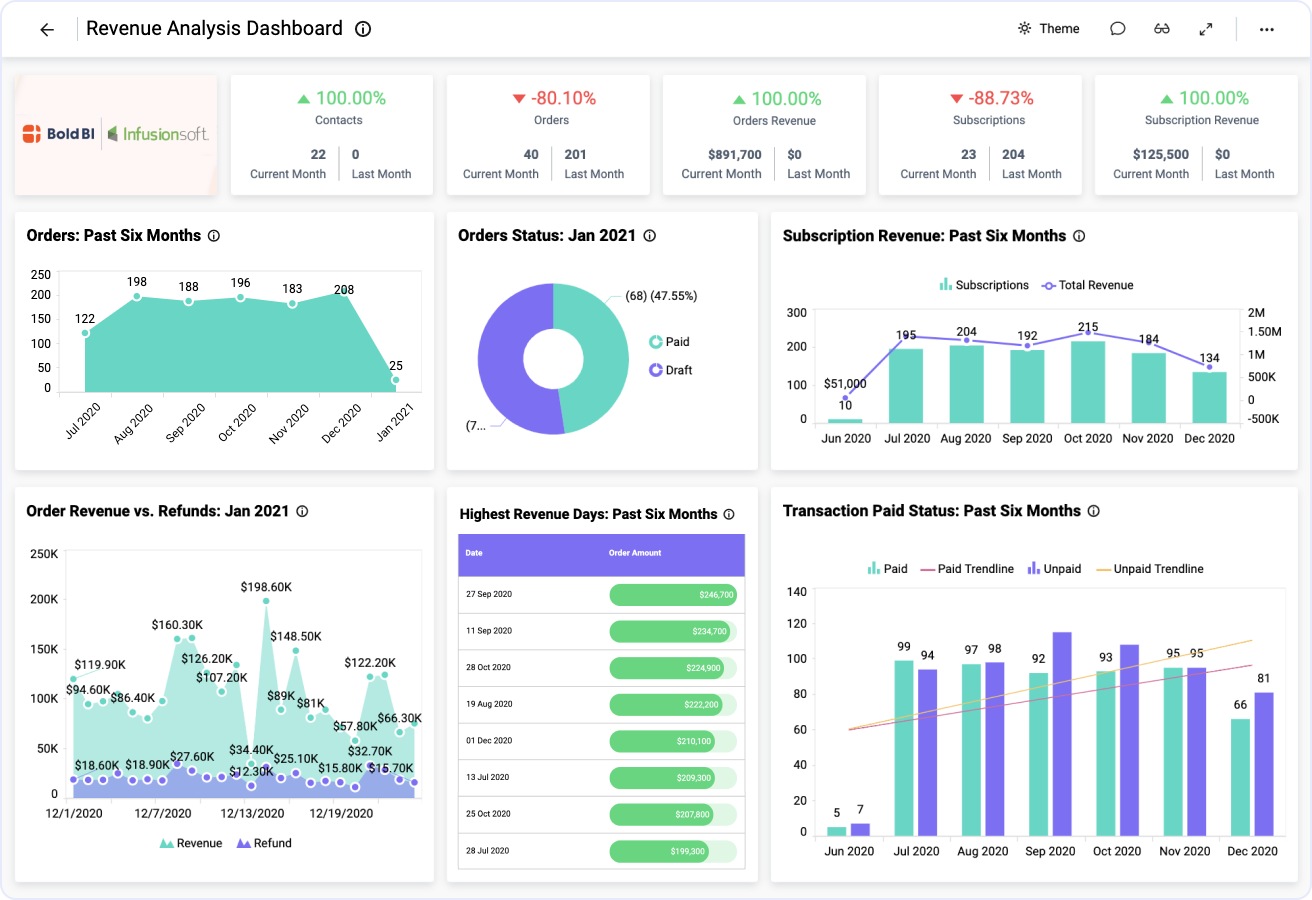 Revenue Analysis Dashboard
Theme
BoldBI Infusionsoft.
100.00%
Contacts
22 0
Current Month Last Month
-80.10%
Orders
40 201
Current Month Last Month
100.00%
Orders Revenue
$891,700 $0
Current Month Last Month
-88.73%
Subscriptions
23 204
Current Month Last Month
100.00%
Subscription Revenue
$125,500 $0
Current Month Last Month
Orders: Past Six Months
250
200
150
100
50
0
122
198
188
196
183
208
25
Jul 2020
Aug 2020
Sep 2020
Oct 2020
Nov 2020
Dec 2020
Jan 2021
Orders Status: Jan 2021
(68) (47.55%)
(7...
Paid
Draft
Subscription Revenue: Past Six Months
Subscriptions Total Revenue
300
200
100
0
$51,000
10
195
204
192
215
184
134
2M
1.50M
1M
500K
0
-500K
Jun 2020 Jul 2020 Aug 2020 Sep 2020 Oct 2020 Nov 2020 Dec 2020
Order Revenue vs. Refunds: Jan 2021
250K
200K
150K
100K
50K
0
$119.90K
$94.60K
$86.40K
$160.30K
$126.20K
$107.20K
$198.60K
$148.50K
$89K
$81K
$122.20K
$57.80K
$66.30K
$18.60K
$18.90K
$27.60K
$34.40K
$12.30K
$25.10K
$15.80K
$32.70K
$15.70K
12/1/2020 12/7/2020 12/13/2020 12/19/2020
Revenue Refund
Highest Revenue Days: Past Six Months
Date Order Amount
27 Sep 2020 $246,700
11 Sep 2020 $234,700
28 Oct 2020 $224,900
19 Aug 2020 $222,200
01 Dec 2020 $210,100
13 Jul 2020 $209,300
25 Oct 2020 $207,800
28 Jul 2020 $199,300
Transaction Paid Status: Past Six Months
Paid Paid Trendline Unpaid Unpaid Trendline
140
120
100
80
60
40
20
0
5 7
99 94
97 98
92
93
95 95
66 81
Jun 2020 Jul 2020 Aug 2020 Sep 2020 Oct 2020 Nov 2020 Dec 2020